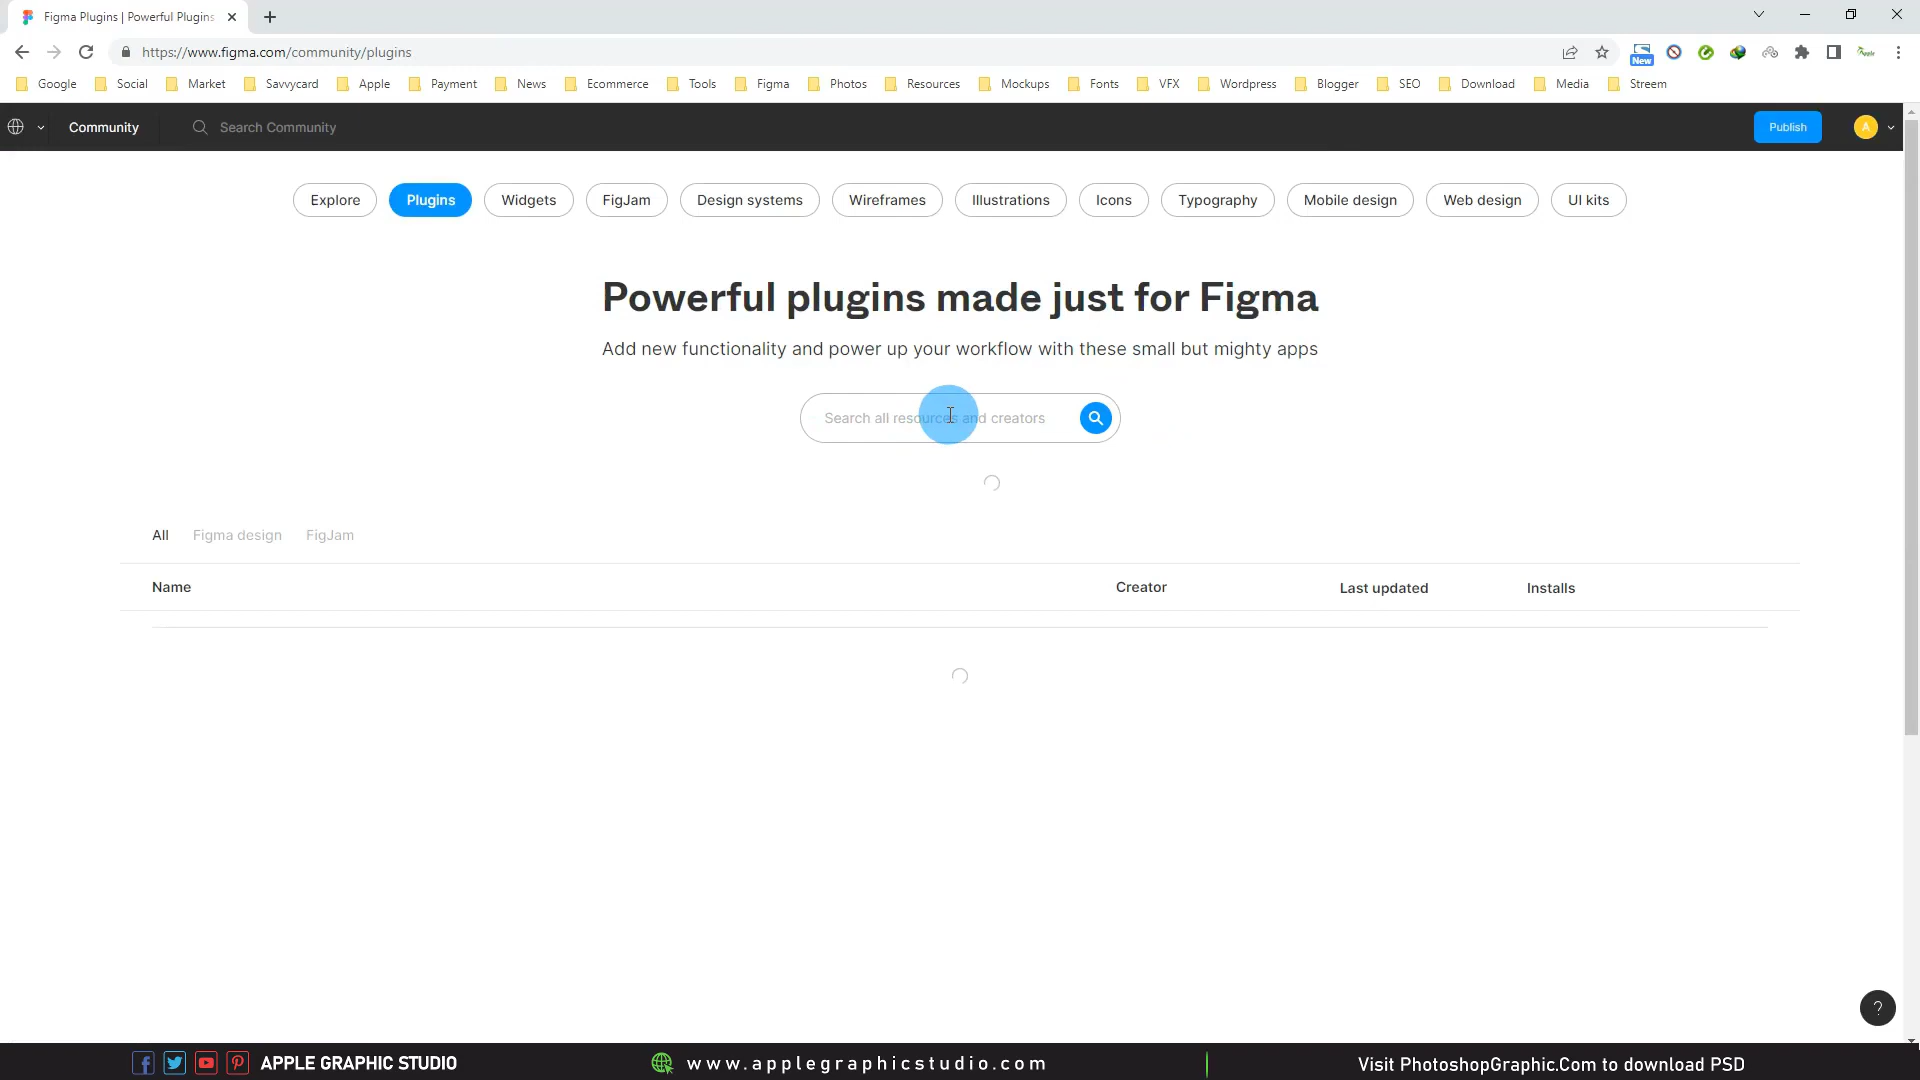 Figma Plugins | Powerful Plugins
https://www.figma.com/community/plugins
New
Google Social Market Savvycard Apple Payment News Ecommerce Tools Figma Photos Resources Mockups Fonts VFX Wordpress Blogger SEO Download Media Streem
Community Search Community Publish A
Explore Plugins Widgets FigJam Design systems Wireframes Illustrations Icons Typography Mobile design Web design UI kits
Powerful plugins made just for Figma
Add new functionality and power up your workflow with these small but mighty apps
Search all resources and creators
All Figma design FigJam
Name Creator Last updated Installs
?
APPLE GRAPHIC STUDIO www.applegraphicstudio.com Visit PhotoshopGraphic.Com to download PSD